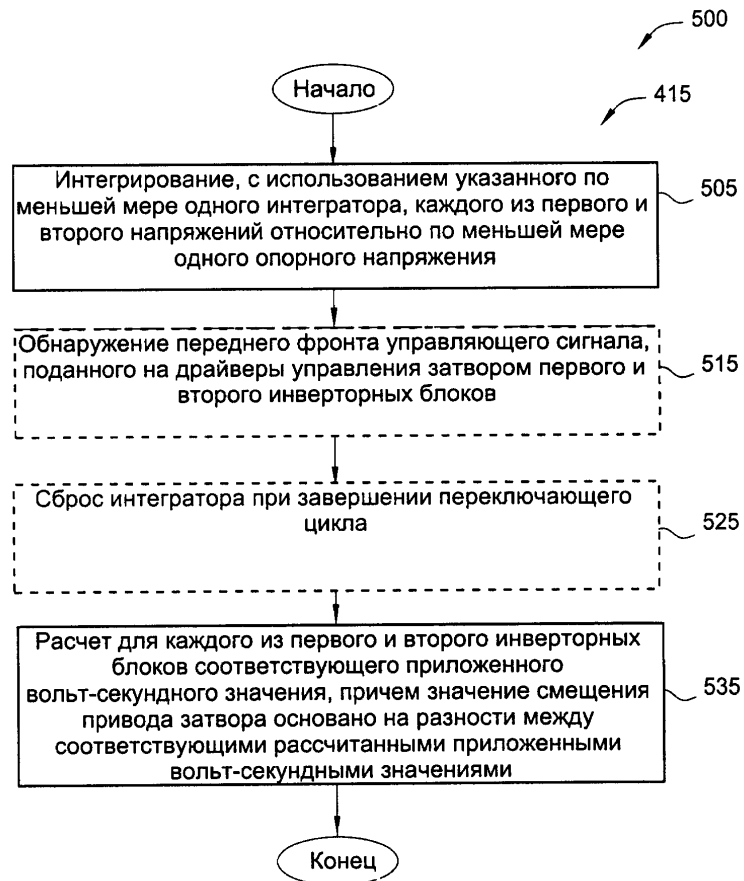 500
Начало
415
Интегрирование, с использованием указанного по
меньшей мере одного интегратора, каждого из первого и
второго напряжений относительно по меньшей мере
одного опорного напряжения
505
Обнаружение переднего фронта управляющего сигнала,
поданного на драйверы управления затвором первого и
второго инверторных блоков
515
Сброс интегратора при завершении переключающего
цикла
525
Расчет для каждого из первого и второго инверторных
блоков соответствующего приложенного
вольт-секундного значения, причем значение смещения
привода затвора основано на разности между
соответствующими рассчитанными приложенными
вольт-секундными значениями
535
Конец